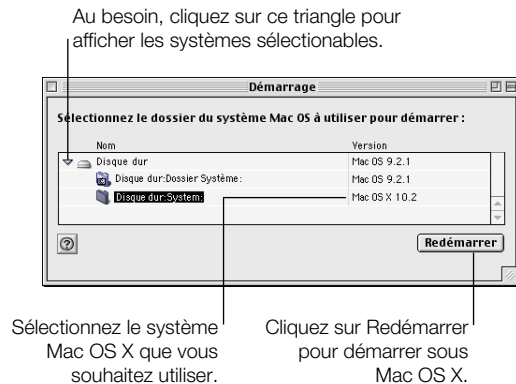 Au besoin, cliquez sur ce triangle pour
afficher les systèmes sélectionables.
Démarrage
Sélectionnez le dossier du système Mac OS à utiliser pour démarrer :
Nom Version
Disque dur Mac OS 9.2.1
Disque dur:Dossier Système: Mac OS 9.2.1
Disque dur:System: Mac OS X 10.2
? Redémarrer
Sélectionnez le système
Mac OS X que vous
souhaitez utiliser.
Cliquez sur Redémarrer
pour démarrer sous
Mac OS X.